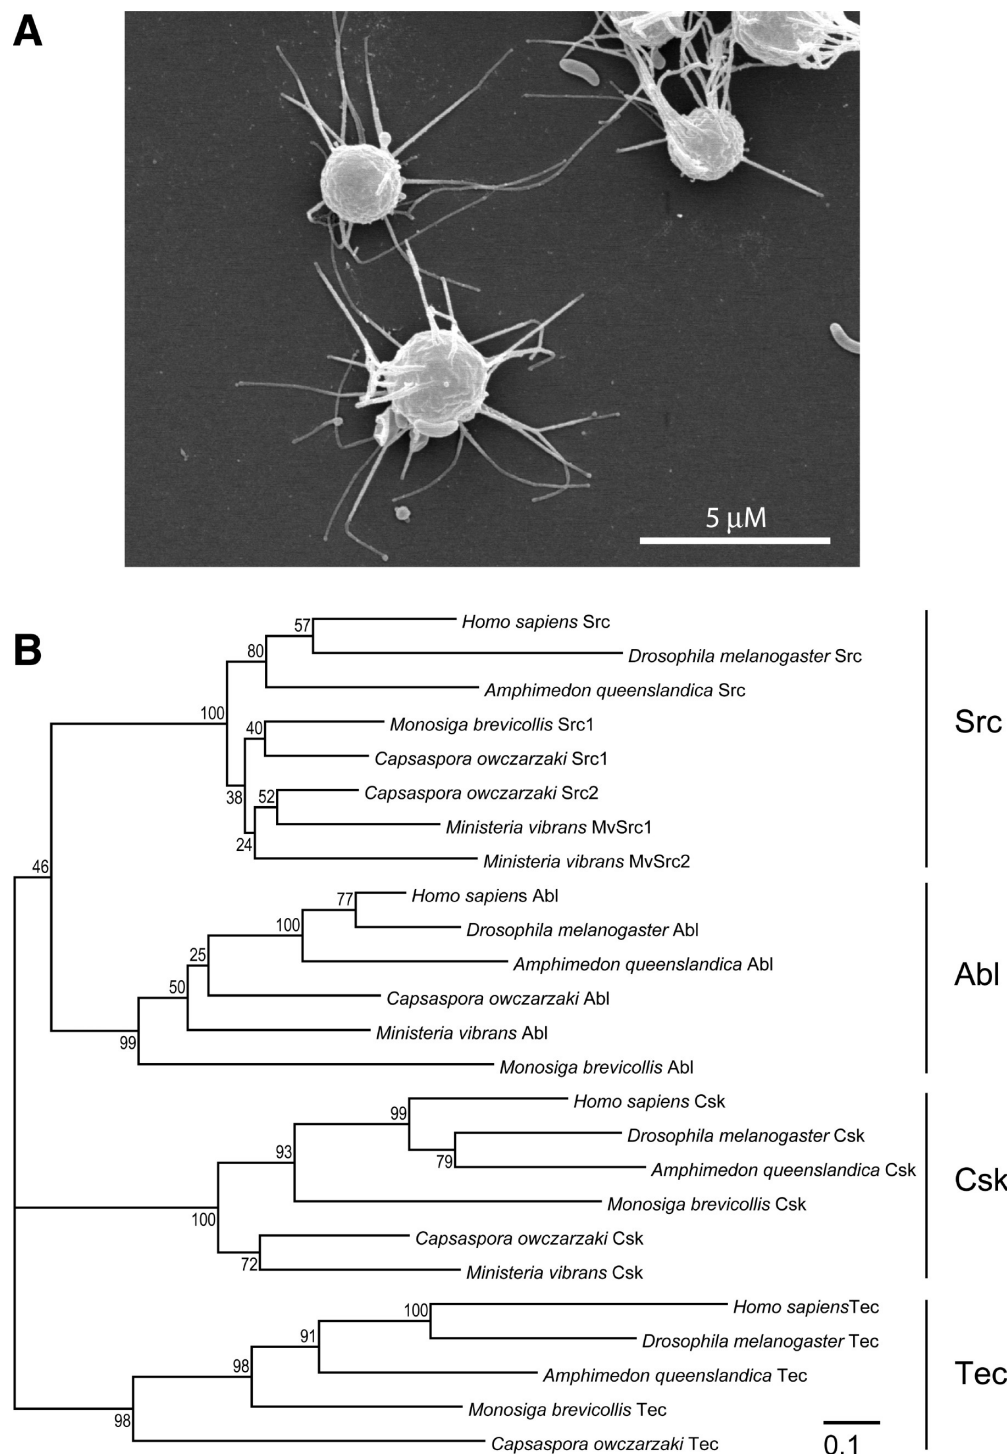 A
5 µM
B
57
Homo sapiens Src
80
Drosophila melanogaster Src
Amphimedon queenslandica Src
100
Monosiga brevicollis Src1
40
Capsaspora owczarzaki Src1
38
52
Capsaspora owczarzaki Src2
Ministeria vibrans MvSrc1
24
Ministeria vibrans MvSrc2
Src
46
77
Homo sapiens Abl
100
Drosophila melanogaster Abl
25
Amphimedon queenslandica Abl
50
Capsaspora owczarzaki Abl
Ministeria vibrans Abl
99
Monosiga brevicollis Abl
Abl
99
Homo sapiens Csk
93
Drosophila melanogaster Csk
79
Amphimedon queenslandica Csk
Monosiga brevicollis Csk
100
Capsaspora owczarzaki Csk
72
Ministeria vibrans Csk
Csk
100
Homo sapiensTec
91
Drosophila melanogaster Tec
98
Amphimedon queenslandica Tec
Monosiga brevicollis Tec
98
Capsaspora owczarzaki Tec
Tec
0.1